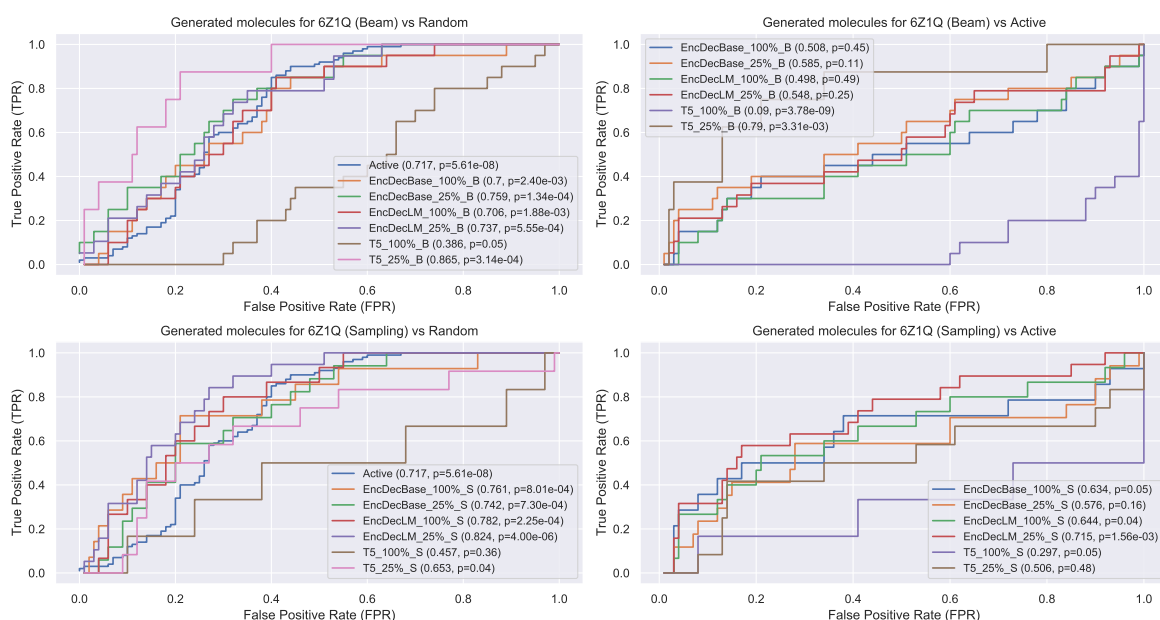 Generated molecules for 6Z1Q (Beam) vs Random
True Positive Rate (TPR)
1.0
0.8
0.6
0.4
0.2
0.0
Active (0.717, p=5.61e-08)
EncDecBase_100%_B (0.7, p=2.40e-03)
EncDecBase_25%_B (0.759, p=1.34e-04)
EncDecLM_100%_B (0.706, p=1.88e-03)
EncDecLM_25%_B (0.737, p=5.55e-04)
T5_100%_B (0.386, p=0.05)
T5_25%_B (0.865, p=3.14e-04)
0.0 0.2 0.4 0.6 0.8 1.0
False Positive Rate (FPR)
Generated molecules for 6Z1Q (Beam) vs Active
True Positive Rate (TPR)
1.0
0.8
0.6
0.4
0.2
0.0
EncDecBase_100%_B (0.508, p=0.45)
EncDecBase_25%_B (0.585, p=0.11)
EncDecLM_100%_B (0.498, p=0.49)
EncDecLM_25%_B (0.548, p=0.25)
T5_100%_B (0.09, p=3.78e-09)
T5_25%_B (0.79, p=3.31e-03)
0.0 0.2 0.4 0.6 0.8 1.0
False Positive Rate (FPR)
Generated molecules for 6Z1Q (Sampling) vs Random
True Positive Rate (TPR)
1.0
0.8
0.6
0.4
0.2
0.0
Active (0.717, p=5.61e-08)
EncDecBase_100%_S (0.761, p=8.01e-04)
EncDecBase_25%_S (0.742, p=7.30e-04)
EncDecLM_100%_S (0.782, p=2.25e-04)
EncDecLM_25%_S (0.824, p=4.00e-06)
T5_100%_S (0.457, p=0.36)
T5_25%_S (0.653, p=0.04)
0.0 0.2 0.4 0.6 0.8 1.0
False Positive Rate (FPR)
Generated molecules for 6Z1Q (Sampling) vs Active
True Positive Rate (TPR)
1.0
0.8
0.6
0.4
0.2
0.0
EncDecBase_100%_S (0.634, p=0.05)
EncDecBase_25%_S (0.576, p=0.16)
EncDecLM_100%_S (0.644, p=0.04)
EncDecLM_25%_S (0.715, p=1.56e-03)
T5_100%_S (0.297, p=0.05)
T5_25%_S (0.506, p=0.48)
0.0 0.2 0.4 0.6 0.8 1.0
False Positive Rate (FPR)